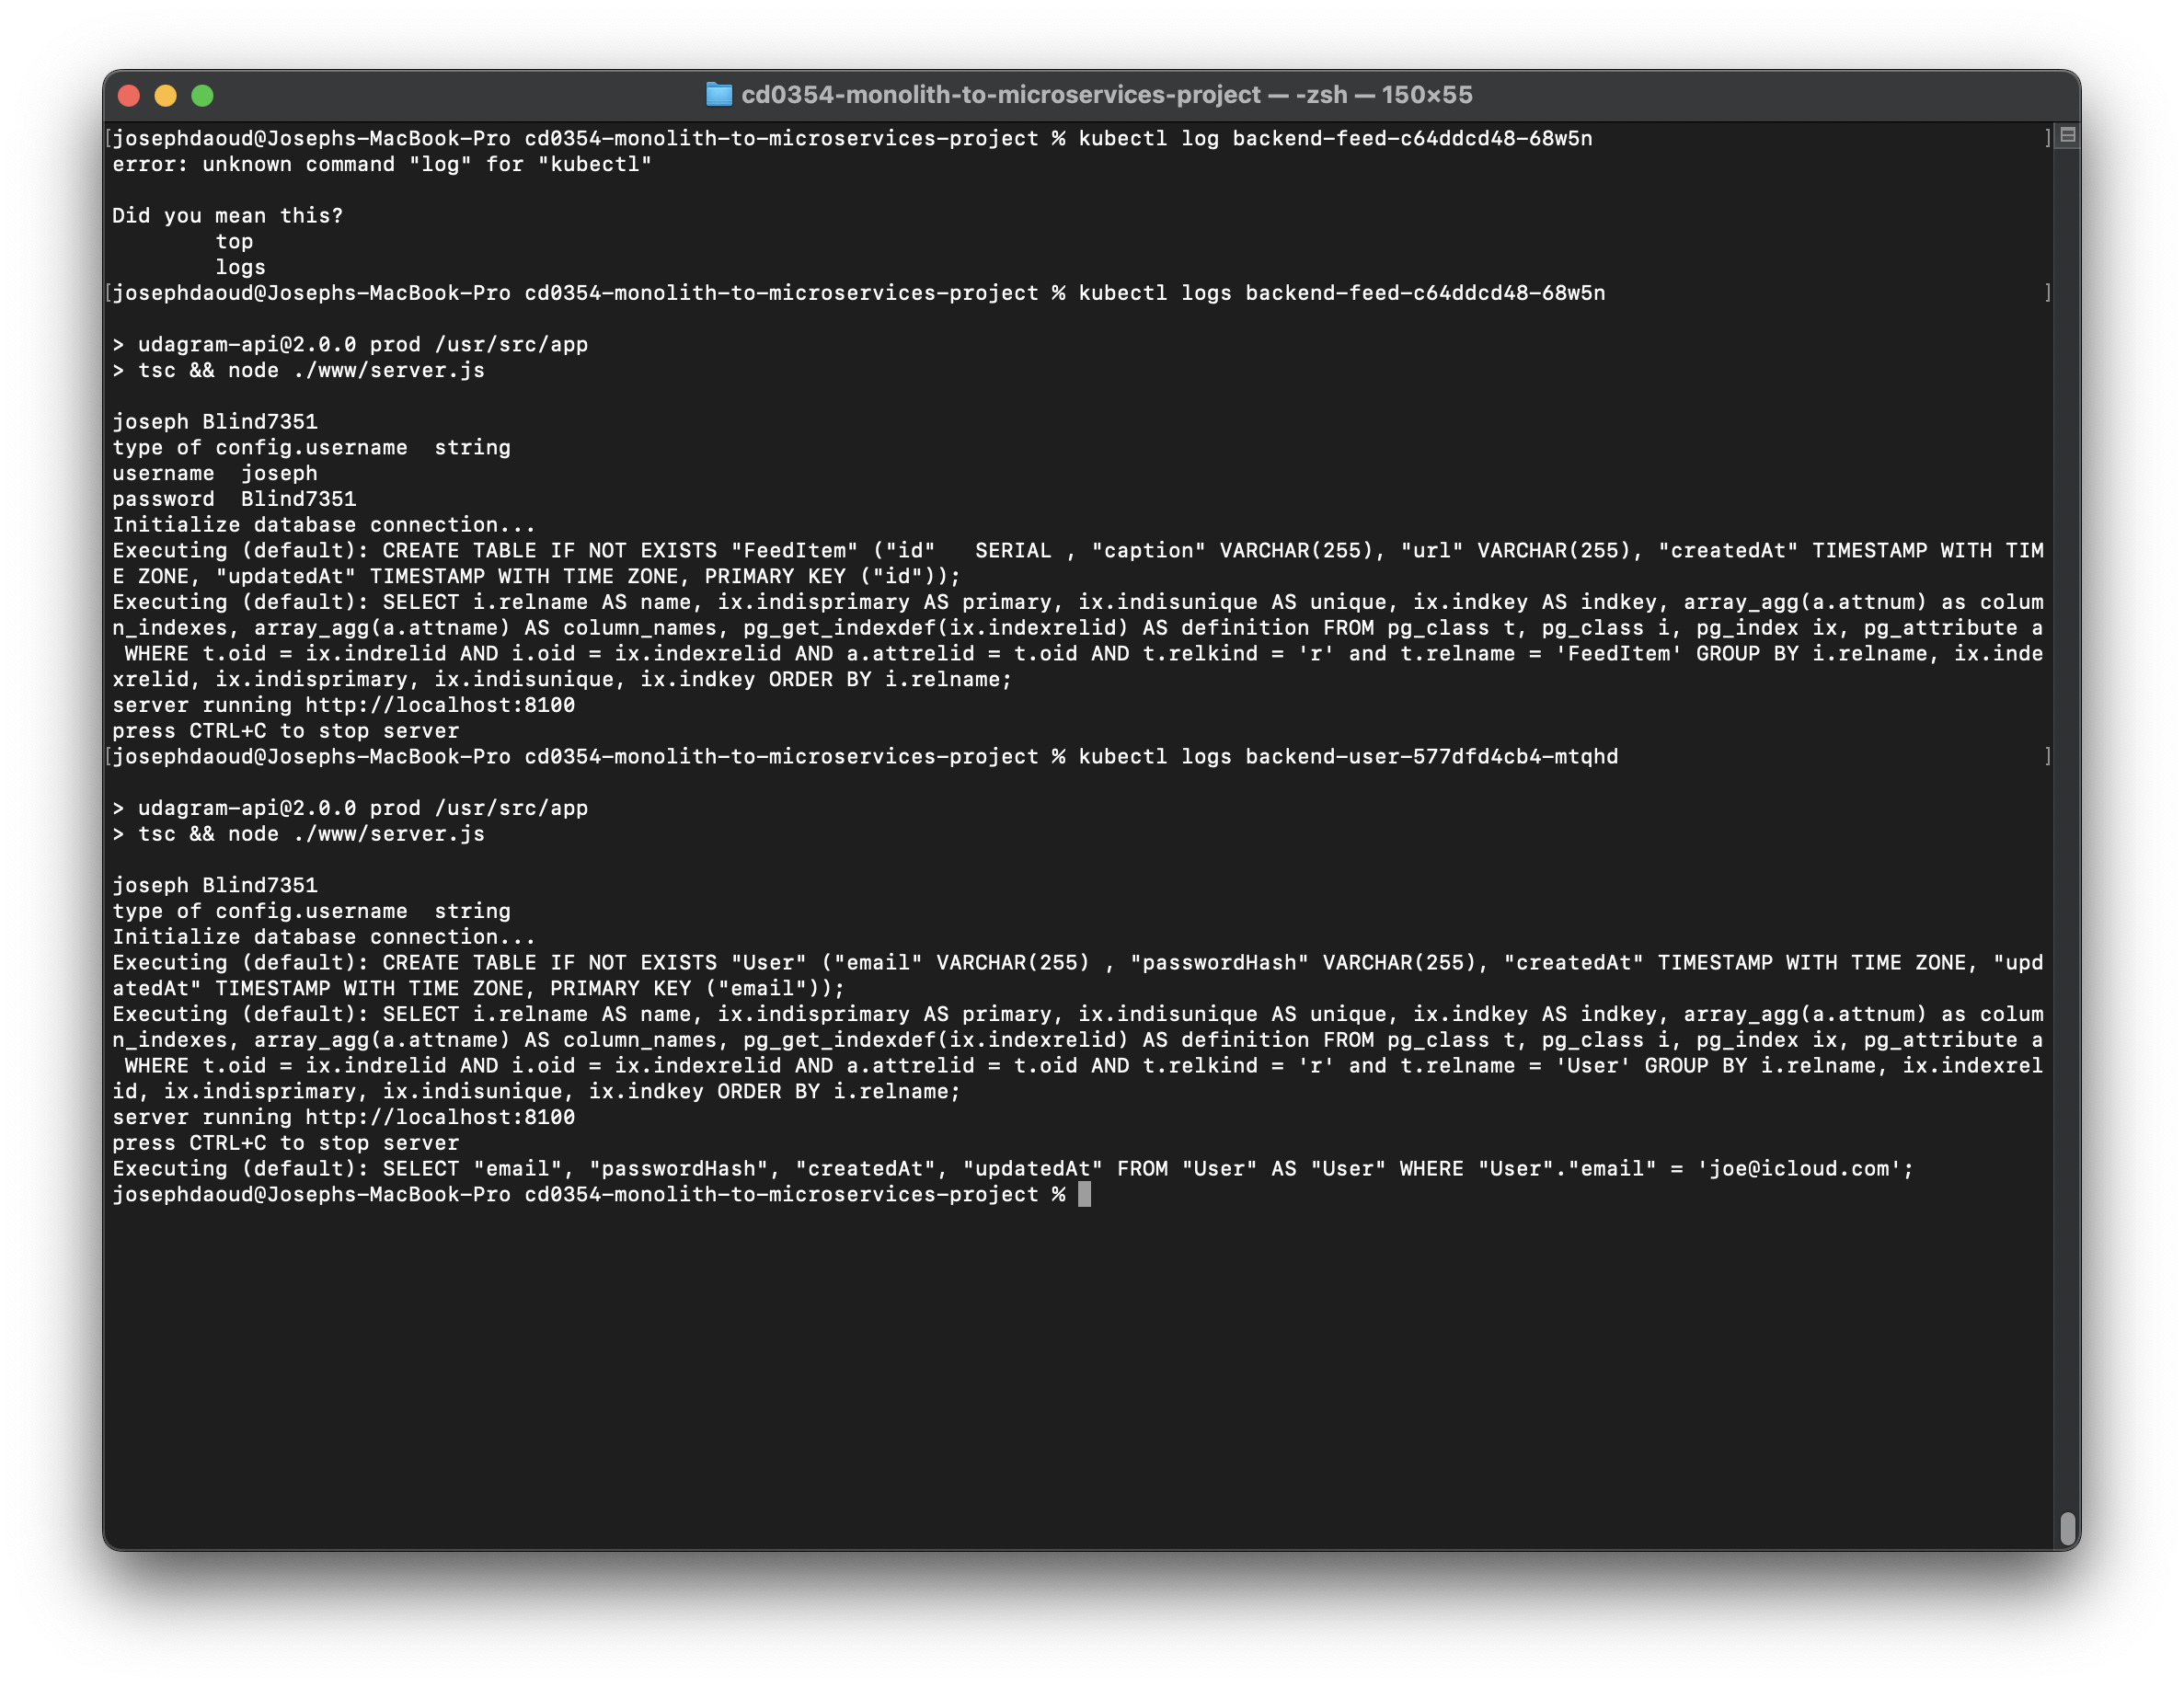 cd0354-monolith-to-microservices-project — -zsh — 150×55
[josephdaoud@Josephs-MacBook-Pro cd0354-monolith-to-microservices-project % kubectl log backend-feed-c64ddcd48-68w5n ]
error: unknown command "log" for "kubectl"
Did you mean this?
top
logs
[josephdaoud@Josephs-MacBook-Pro cd0354-monolith-to-microservices-project % kubectl logs backend-feed-c64ddcd48-68w5n ]
> udagram-api@2.0.0 prod /usr/src/app
> tsc && node ./www/server.js
joseph Blind7351
type of config.username  string
username  joseph
password  Blind7351
Initialize database connection...
Executing (default): CREATE TABLE IF NOT EXISTS "FeedItem" ("id"   SERIAL , "caption" VARCHAR(255), "url" VARCHAR(255), "createdAt" TIMESTAMP WITH TIM
E ZONE, "updatedAt" TIMESTAMP WITH TIME ZONE, PRIMARY KEY ("id"));
Executing (default): SELECT i.relname AS name, ix.indisprimary AS primary, ix.indisunique AS unique, ix.indkey AS indkey, array_agg(a.attnum) as colum
n_indexes, array_agg(a.attname) AS column_names, pg_get_indexdef(ix.indexrelid) AS definition FROM pg_class t, pg_class i, pg_index ix, pg_attribute a
 WHERE t.oid = ix.indrelid AND i.oid = ix.indexrelid AND a.attrelid = t.oid AND t.relkind = 'r' and t.relname = 'FeedItem' GROUP BY i.relname, ix.inde
xrelid, ix.indisprimary, ix.indisunique, ix.indkey ORDER BY i.relname;
server running http://localhost:8100
press CTRL+C to stop server
[josephdaoud@Josephs-MacBook-Pro cd0354-monolith-to-microservices-project % kubectl logs backend-user-577dfd4cb4-mtqhd ]
> udagram-api@2.0.0 prod /usr/src/app
> tsc && node ./www/server.js
joseph Blind7351
type of config.username  string
Initialize database connection...
Executing (default): CREATE TABLE IF NOT EXISTS "User" ("email" VARCHAR(255) , "passwordHash" VARCHAR(255), "createdAt" TIMESTAMP WITH TIME ZONE, "upd
atedAt" TIMESTAMP WITH TIME ZONE, PRIMARY KEY ("email"));
Executing (default): SELECT i.relname AS name, ix.indisprimary AS primary, ix.indisunique AS unique, ix.indkey AS indkey, array_agg(a.attnum) as colum
n_indexes, array_agg(a.attname) AS column_names, pg_get_indexdef(ix.indexrelid) AS definition FROM pg_class t, pg_class i, pg_index ix, pg_attribute a
 WHERE t.oid = ix.indrelid AND i.oid = ix.indexrelid AND a.attrelid = t.oid AND t.relkind = 'r' and t.relname = 'User' GROUP BY i.relname, ix.indexrel
id, ix.indisprimary, ix.indisunique, ix.indkey ORDER BY i.relname;
server running http://localhost:8100
press CTRL+C to stop server
Executing (default): SELECT "email", "passwordHash", "createdAt", "updatedAt" FROM "User" AS "User" WHERE "User"."email" = 'joe@icloud.com';
josephdaoud@Josephs-MacBook-Pro cd0354-monolith-to-microservices-project %